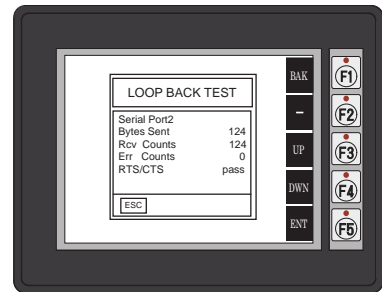 LOOP BACK TEST
Serial Port2
Bytes Sent 124
Rcv Counts 124
Err Counts 0
RTS/CTS pass
ESC
BAK
–
UP
DWN
ENT
F1
F2
F3
F4
F5